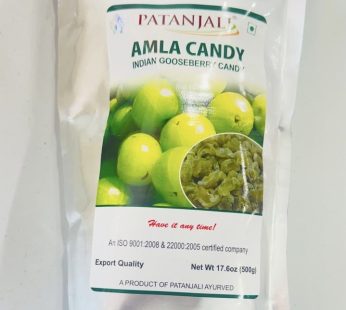 PATANJALI
AMLA CANDY
INDIAN GOOSEBERRY CANDY
Have it any time!
An ISO 9001:2008 & 22000:2005 certified company
Export Quality
Net Wt 17.6oz (500g)
A PRODUCT OF PATANJALI AYURVED